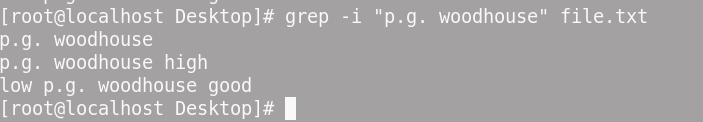 [root@localhost Desktop]# grep -i "p.g. woodhouse" file.txt
p.g. woodhouse
p.g. woodhouse high
low p.g. woodhouse good
[root@localhost Desktop]#